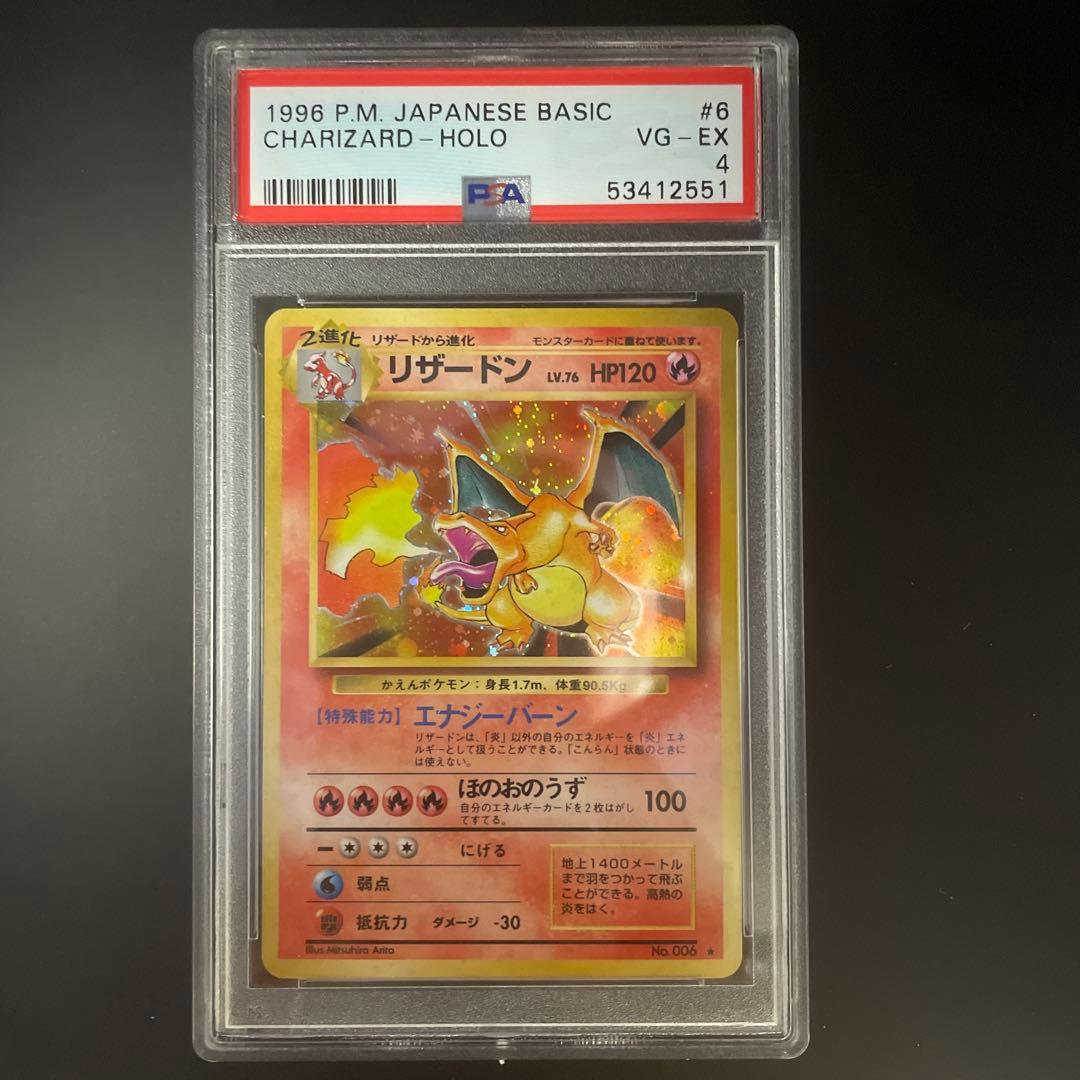 1996 P.M. JAPANESE BASIC #6
CHARIZARD-HOLO VG-EX
4
PSA 53412551
2進化 リザードから進化 モンスターカードに重ねて使います。
リザードン LV.76 HP120
かえんポケモン:身長1.7m、体重90.5Kg
【特殊能力】 エナジーバーン
リザードンは、「炎」以外の自分のエネルギーを「炎」エネ
ルギーとして扱うことができる。「こんらん」状態のときに
は使えない。
ほのおのうず 100
自分のエネルギーカードを2枚はがし
てすてる。
にげる
弱点
抵抗力 ダメージ -30
地上1400メートル
まで羽をつかって飛ぶ
ことができる。高熱の
炎をはく。
Illus. Mitsuhiro Arita No. 006 ★